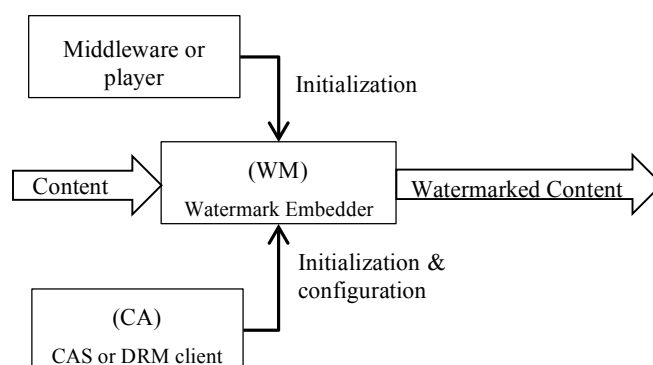 Middleware or
player
Initialization
(WM)
Content
Watermark Embedder
Watermarked Content
Initialization &
configuration
(CA)
CAS or DRM client